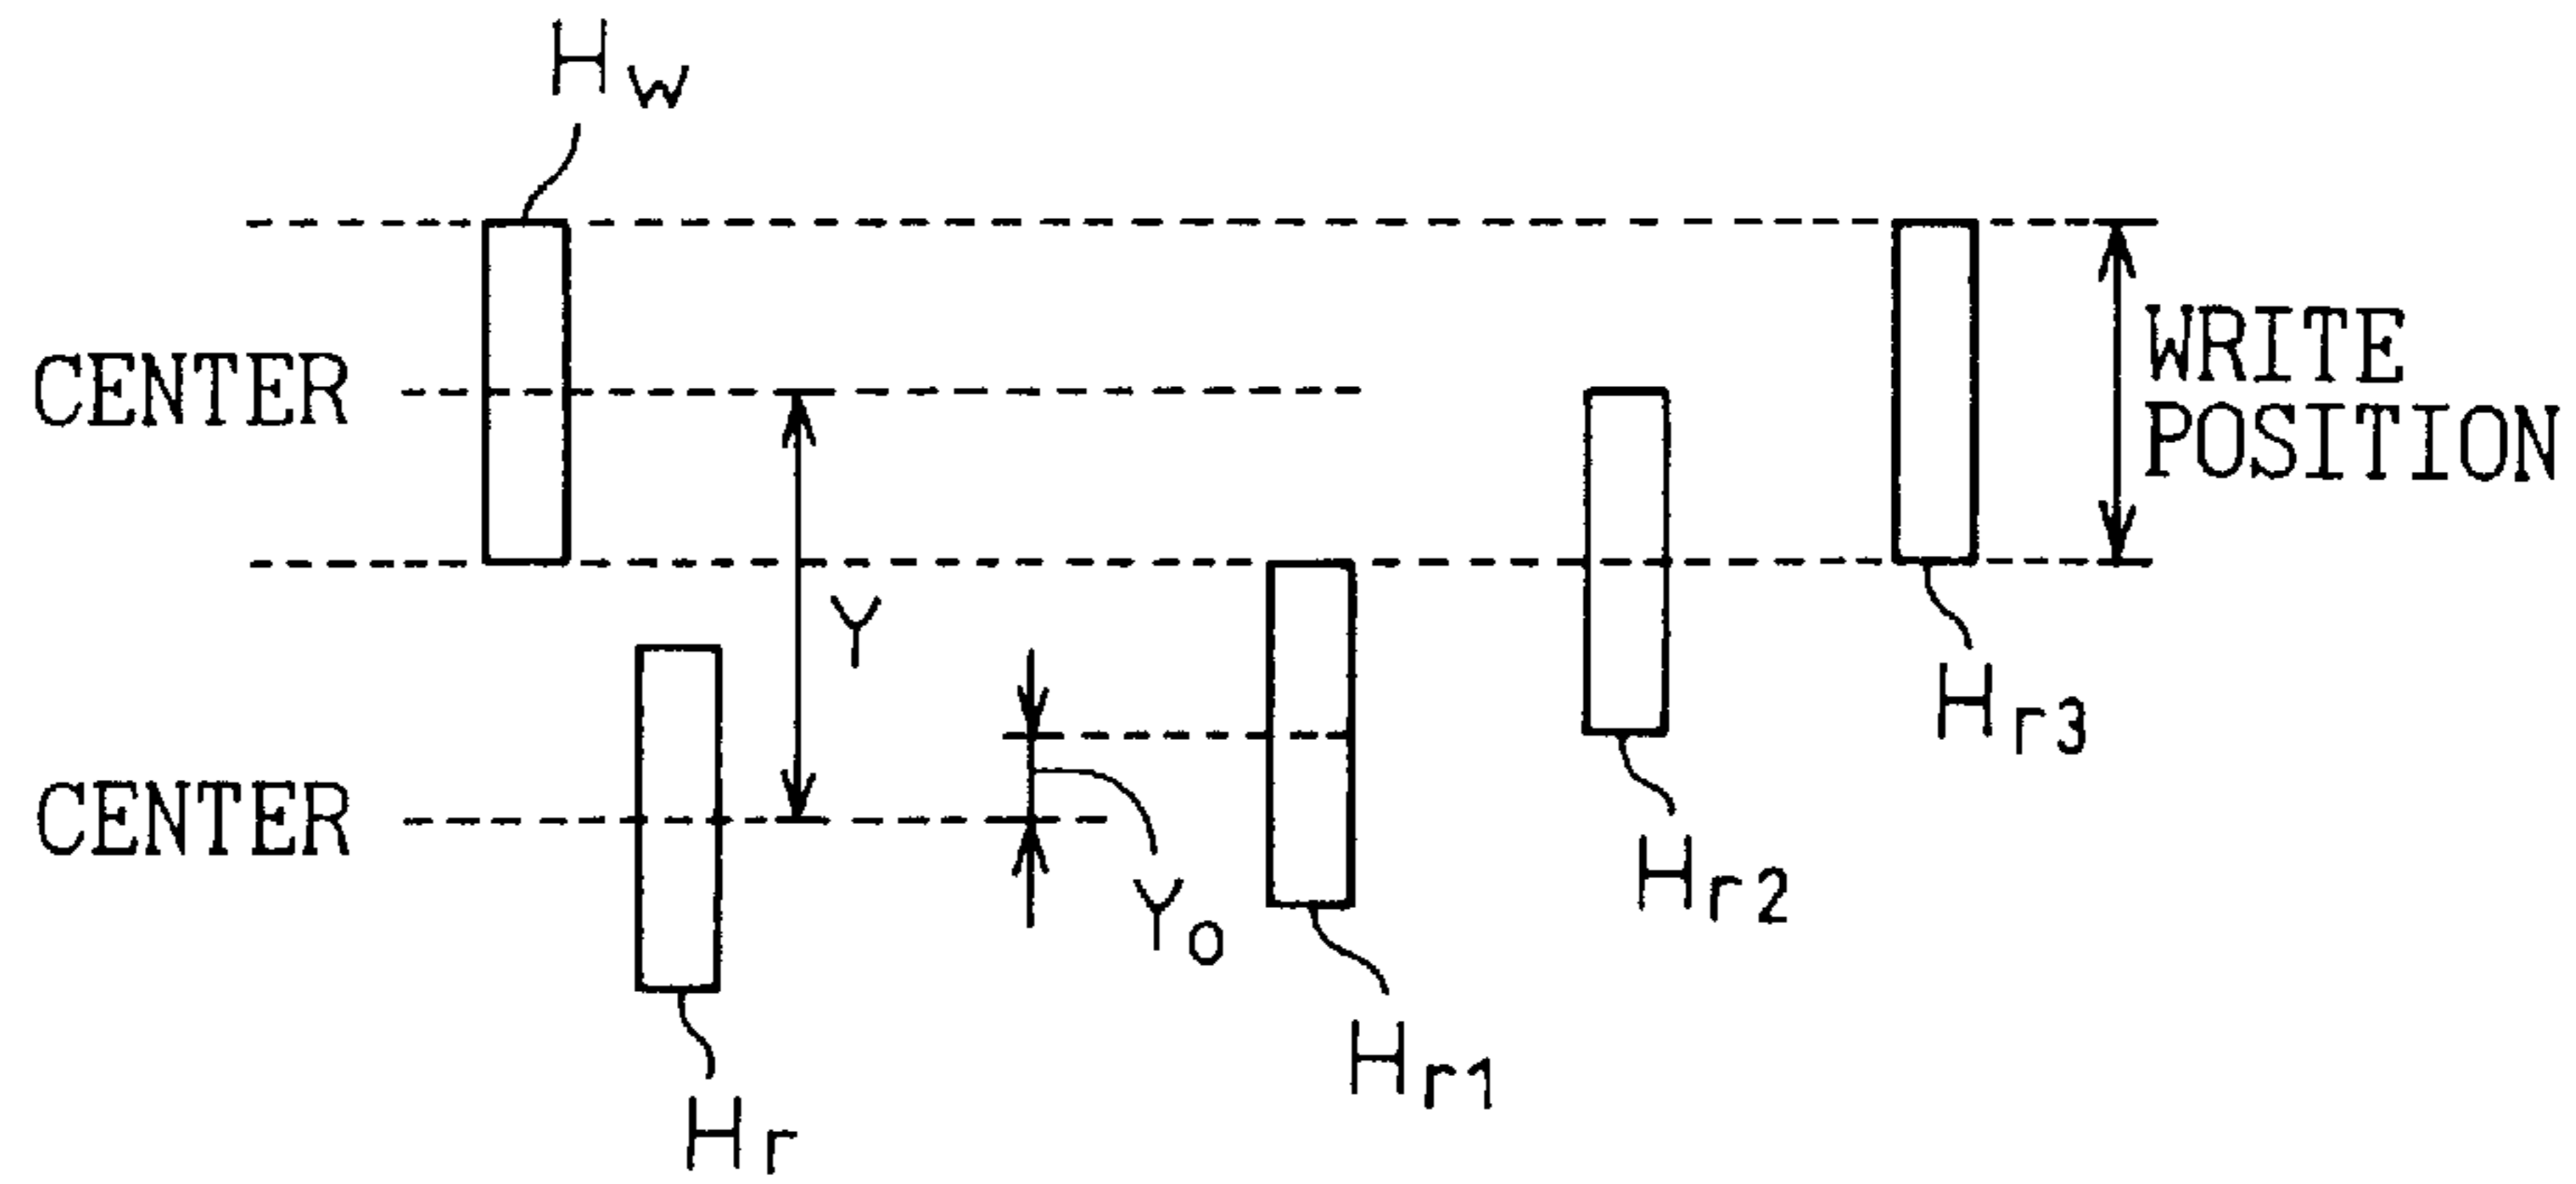 Hw
CENTER
WRITE
POSITION
Y
Hr3
CENTER
Hr2
Yo
Hr1
Hr